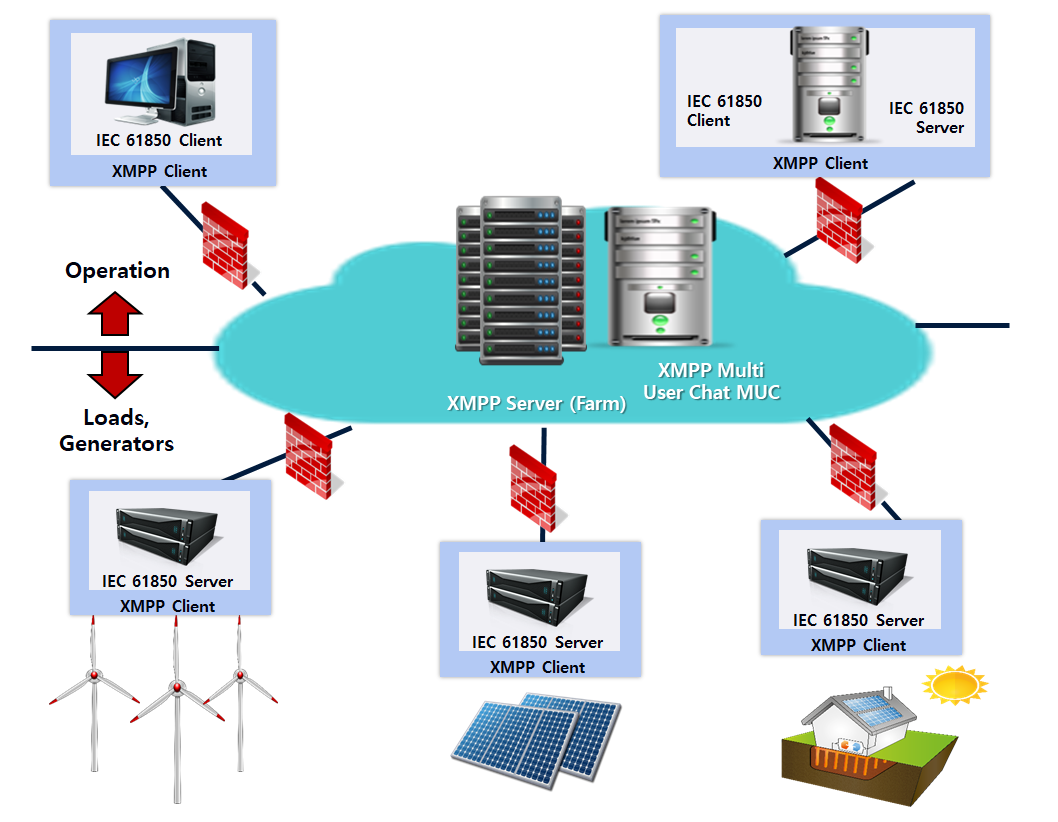 IEC 61850 Client
XMPP Client
IEC 61850
Client
IEC 61850
Server
XMPP Client
Operation
Loads,
Generators
XMPP Server (Farm)
XMPP Multi
User Chat MUC
IEC 61850 Server
XMPP Client
IEC 61850 Server
XMPP Client
IEC 61850 Server
XMPP Client